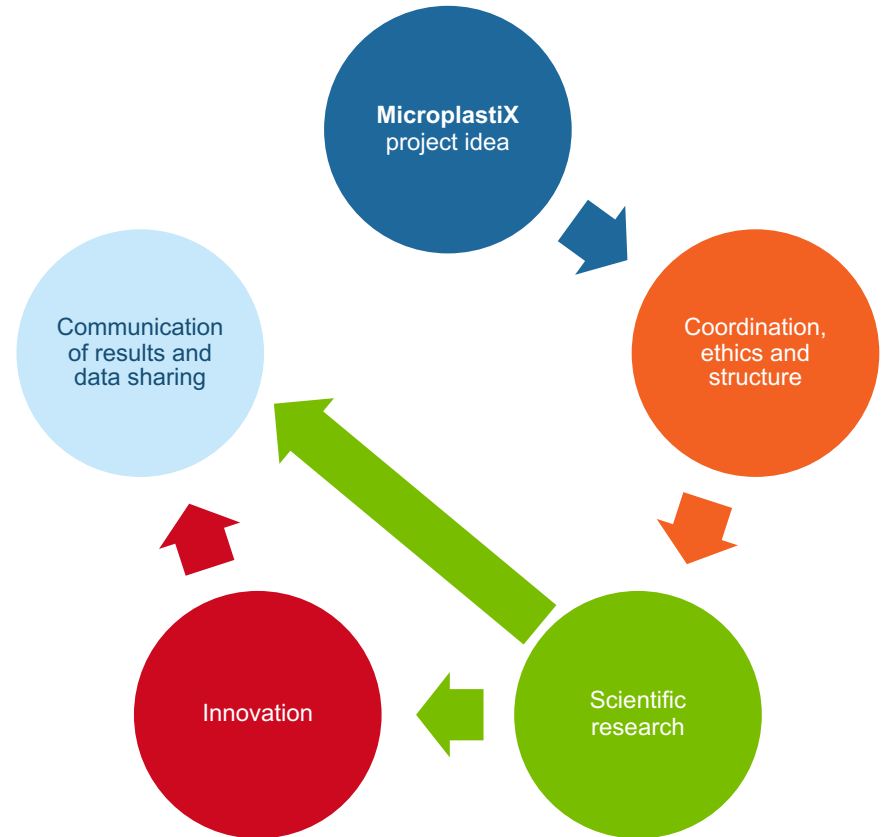 MicroplastiX
project idea
Coordination,
ethics and
structure
Scientific
research
Innovation
Communication
of results and
data sharing